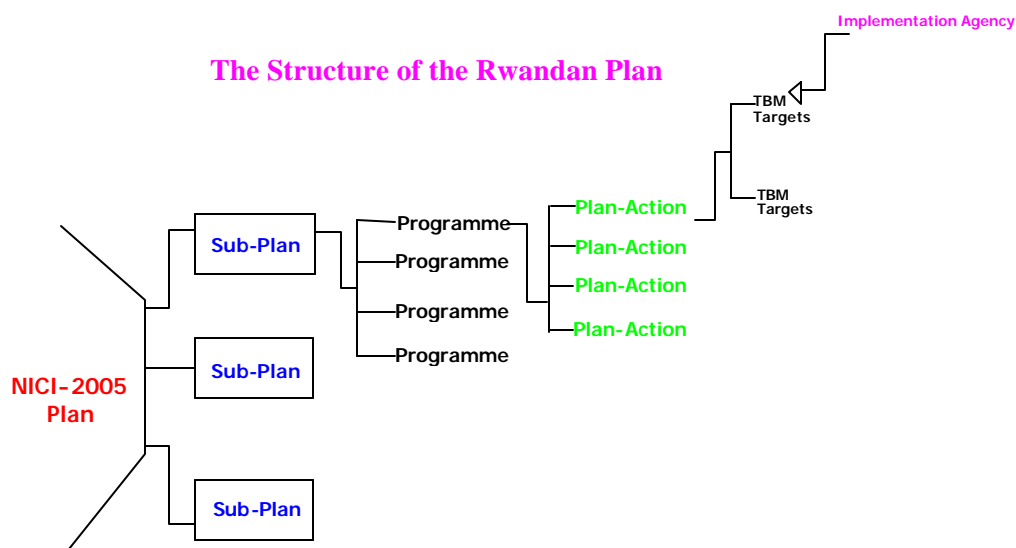 Implementation Agency
The Structure of the Rwandan Plan
TBM
Targets
TBM
Targets
Plan-Action
Plan-Action
Plan-Action
Plan-Action
Programme
Programme
Programme
Programme
Sub-Plan
Sub-Plan
Sub-Plan
NICI-2005
Plan